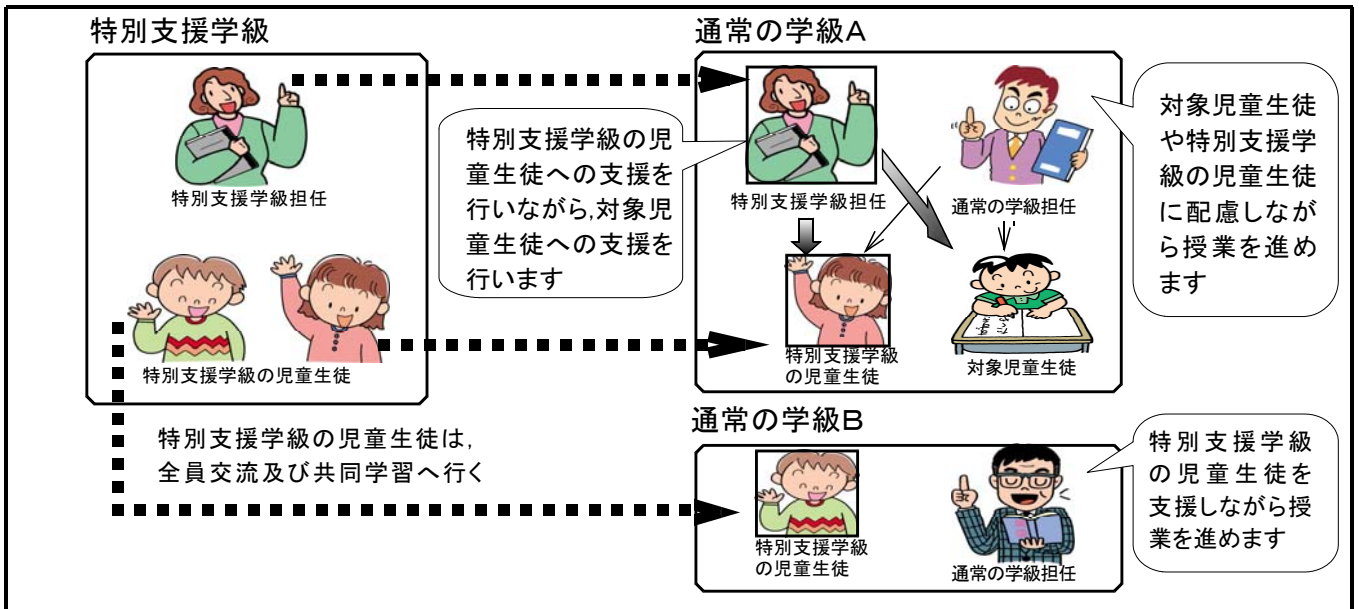 特別支援学級
特別支援学級担任
特別支援学級の児童生徒
特別支援学級の児童生徒は,
全員交流及び共同学習へ行く
特別支援学級の児
童生徒への支援を
行いながら,対象児
童生徒への支援を
行います
通常の学級A
特別支援学級担任
通常の学級担任
特別支援学級
の児童生徒
対象児童生徒
対象児童生徒
や特別支援学
級の児童生徒
に配慮しなが
ら授業を進め
ます
通常の学級B
特別支援学級
の児童生徒
通常の学級担任
特別支援学級
の児童生徒を
支援しながら授
業を進めます